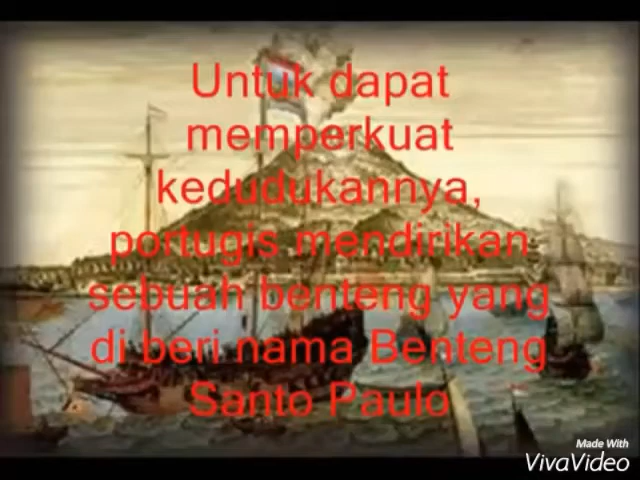 Untuk dapat
memperkuat
kedudukannya,
portugis mendirikan
sebuah benteng yang
di beri nama Benteng
Santo Paulo
Made With
VivaVideo